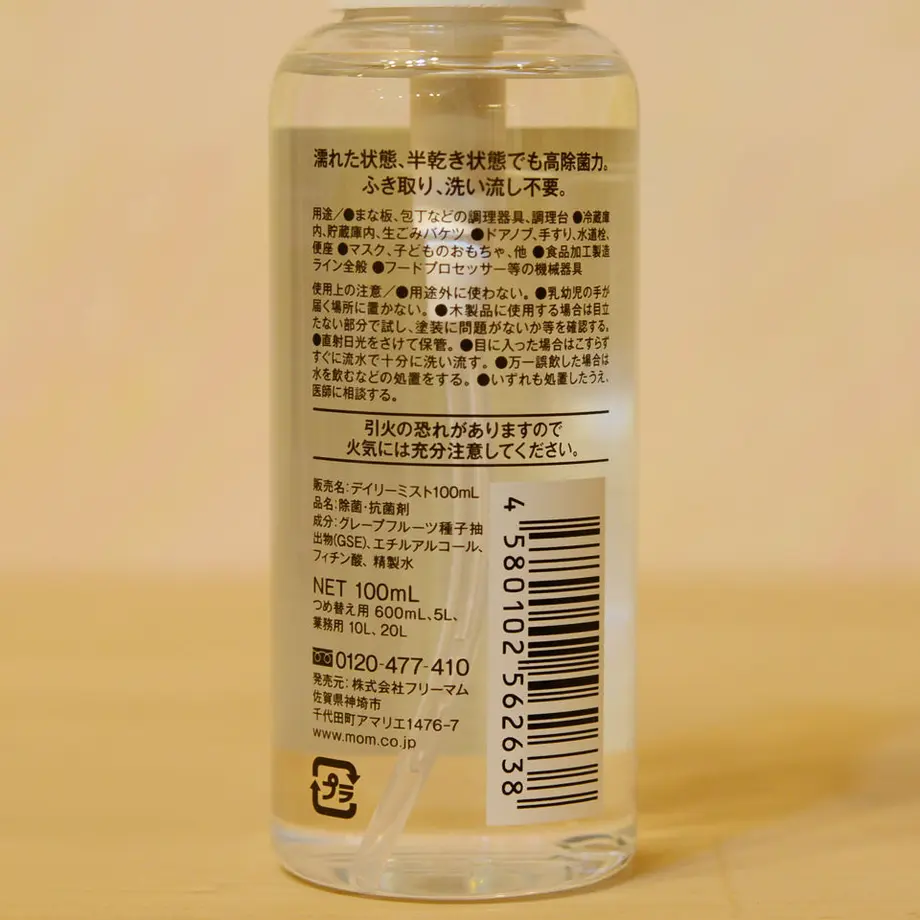 濡れた状態、半乾き状態でも高除菌力。
ふき取り、洗い流し不要。
用途／●まな板、包丁などの調理器具、調理台 ●冷蔵庫
内、貯蔵庫内、生ごみバケツ ●ドアノブ、手すり、水道栓、
便座 ●マスク、子どものおもちゃ、他 ●食品加工製造
ライン全般 ●フードプロセッサー等の機械器具
使用上の注意／●用途外に使わない。●乳幼児の手が
届く場所に置かない。●木製品に使用する場合は目立
たない部分で試し、塗装に問題がないか等を確認する。
●直射日光をさけて保管。●目に入った場合はこすらず
すぐに流水で十分に洗い流す。●万一誤飲した場合は
水を飲むなどの処置をする。●いずれも処置したうえ、
医師に相談する。
引火の恐れがありますので
火気には充分注意してください。
販売名：デイリーミスト100mL
品名：除菌・抗菌剤
成分：グレープフルーツ種子抽
出物(GSE)、エチルアルコール、
フィチン酸、精製水
NET 100mL
つめ替え用 600mL、5L、
業務用 10L、20L
0120-477-410
発売元：株式会社フリーマム
佐賀県神埼市
千代田町アマリエ1476-7
www.mom.co.jp
プラ
4 580102 562638